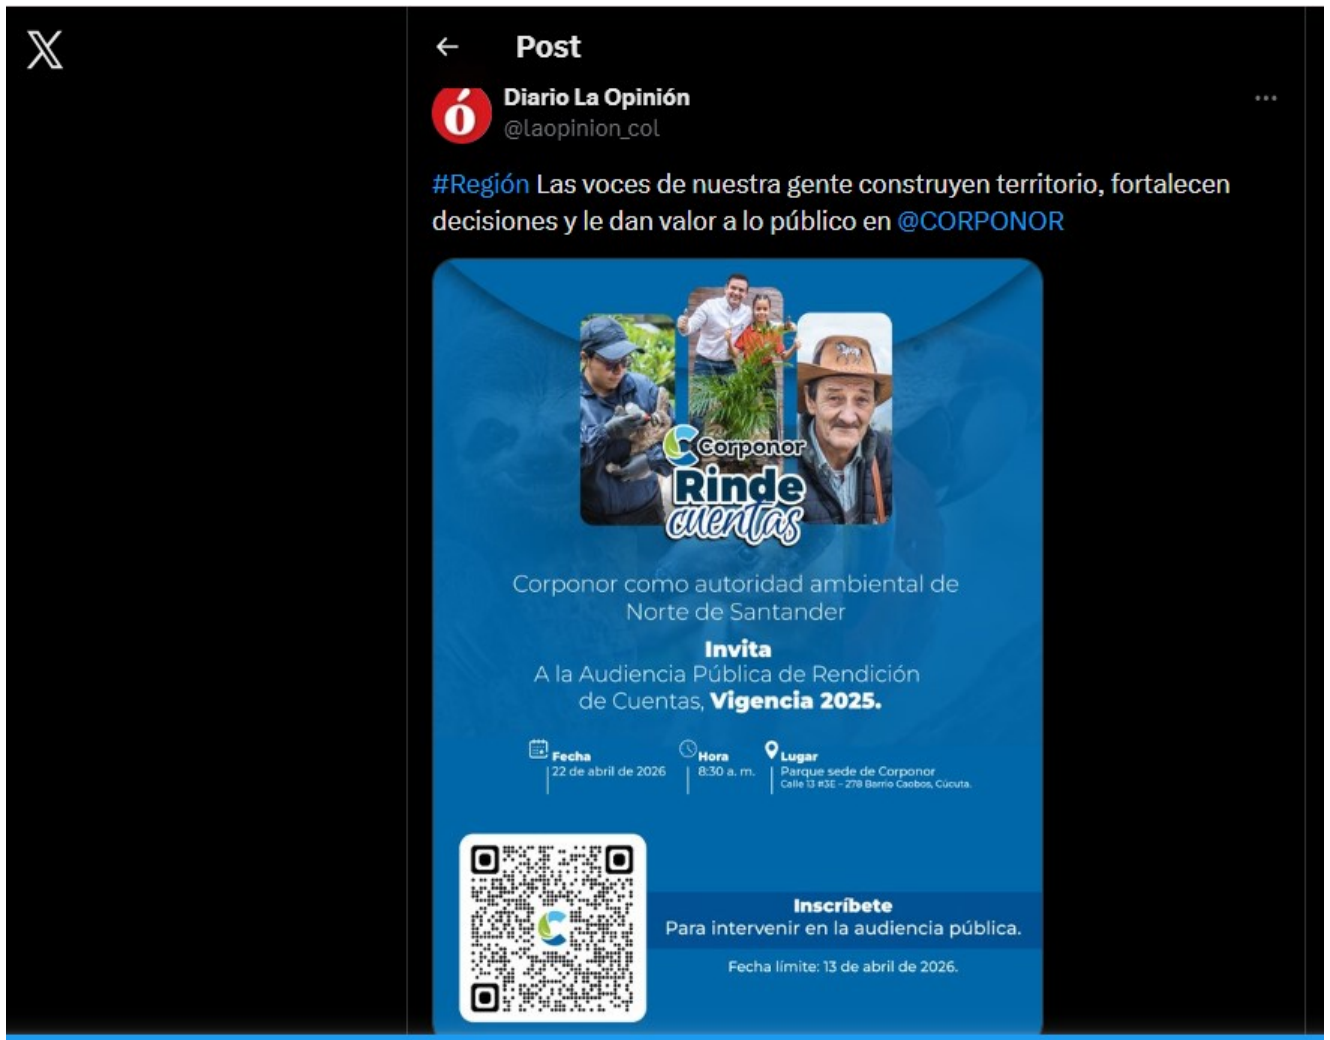 Post
Diario La Opinión
@laopinion_col
#Región Las voces de nuestra gente construyen territorio, fortalecen
decisiones y le dan valor a lo público en @CORPONOR
Corponor
Rinde
cuentas
Corponor como autoridad ambiental de
Norte de Santander
Invita
A la Audiencia Pública de Rendición
de Cuentas, Vigencia 2025.
Fecha
22 de abril de 2026
Hora
8:30 a. m.
Lugar
Parque sede de Corponor
Calle 13 #3E - 278 Barrio Caobos, Cúcuta.
Inscríbete
Para intervenir en la audiencia pública.
Fecha límite: 13 de abril de 2026.